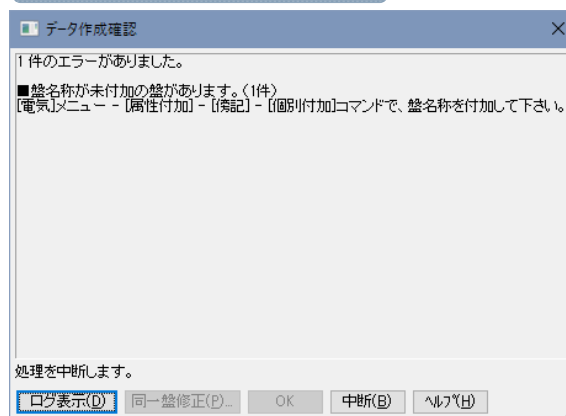 データ作成確認
1件のエラーがありました。
■盤名称が未付加の盤があります。(1件)
[電気]メニュー - [属性付加] - [傍記] - [個別付加]コマンドで、盤名称を付加して下さい。
処理を中断します。
ログ表示(D) 同一盤修正(P)... OK 中断(B) ヘルプ(H)